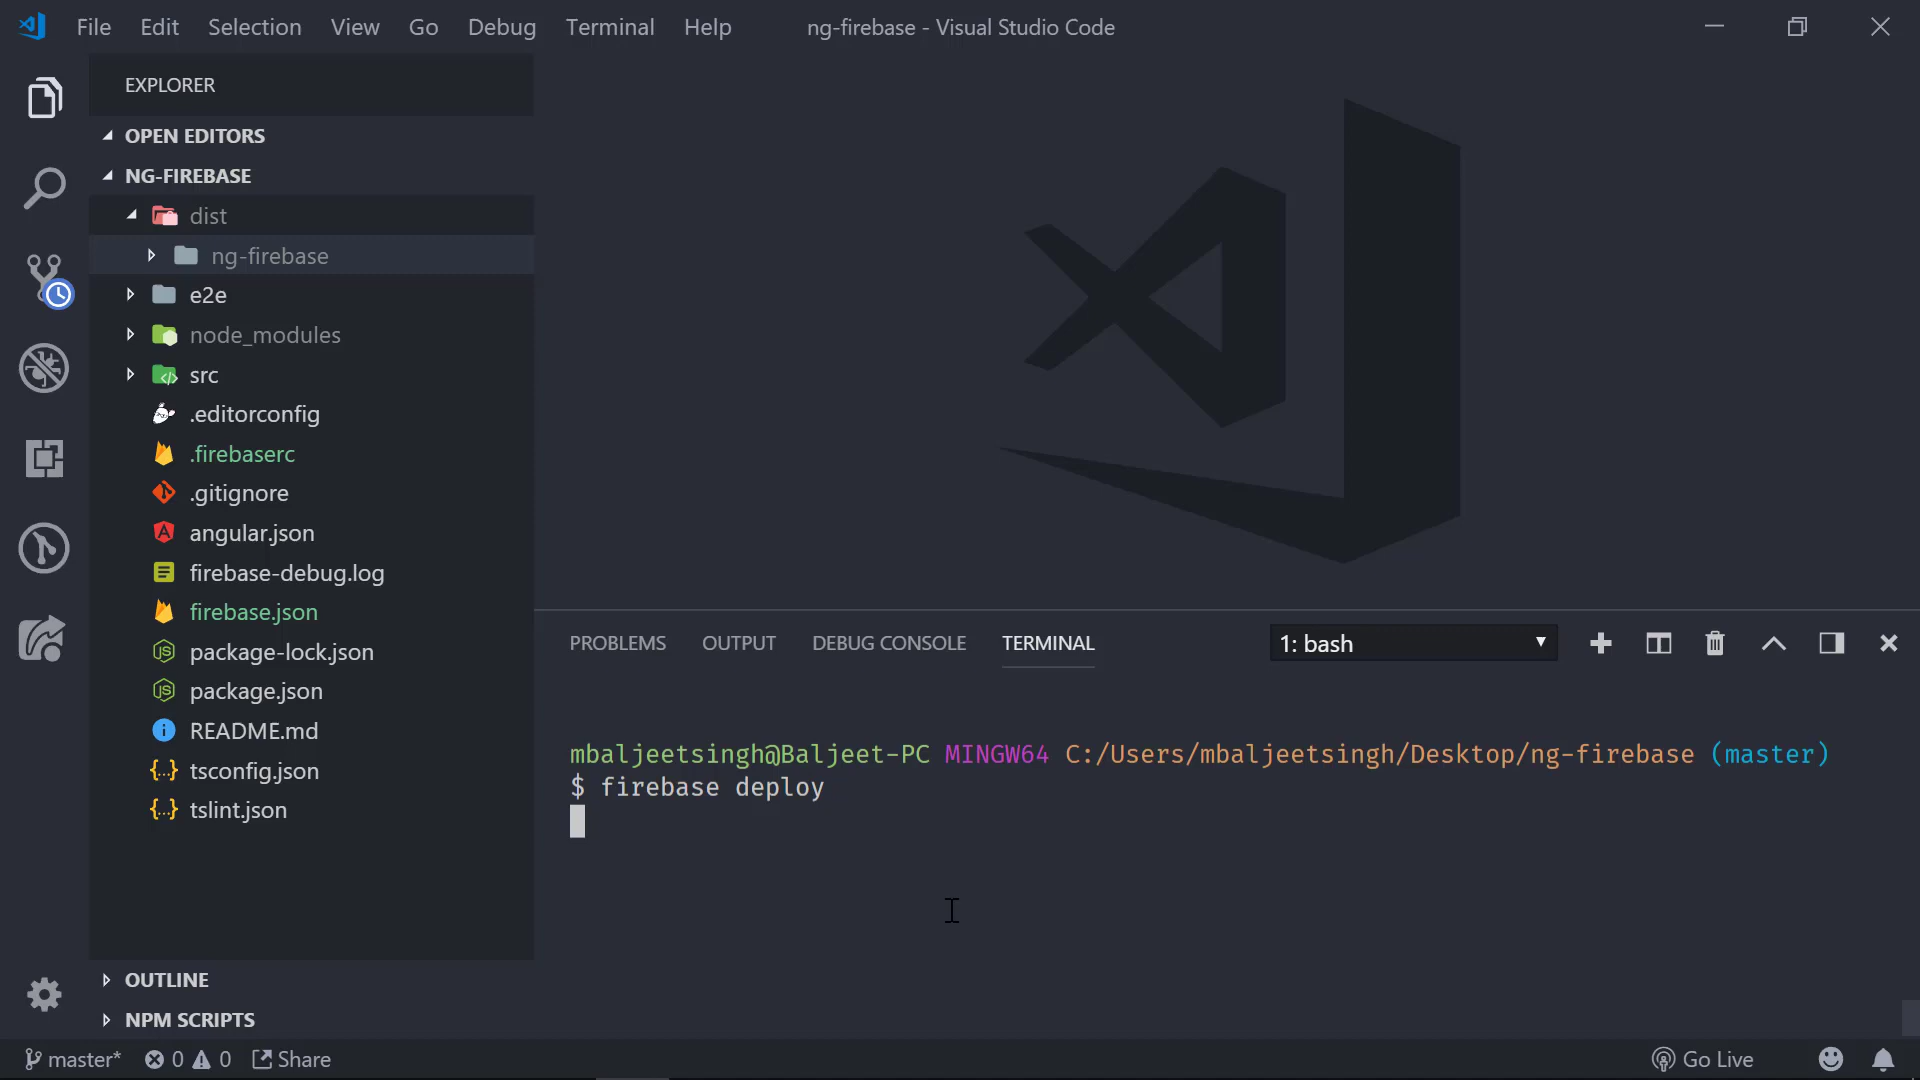 File Edit Selection View Go Debug Terminal Help ng-firebase - Visual Studio Code
EXPLORER
OPEN EDITORS
NG-FIREBASE
dist
ng-firebase
e2e
node_modules
src
.editorconfig
.firebaserc
.gitignore
angular.json
firebase-debug.log
firebase.json
package-lock.json
package.json
README.md
tsconfig.json
tslint.json
OUTLINE
NPM SCRIPTS
PROBLEMS OUTPUT DEBUG CONSOLE TERMINAL 1: bash
mbaljeetsingh@Baljeet-PC MINGW64 C:/Users/mbaljeetsingh/Desktop/ng-firebase (master)
$ firebase deploy
master* 0 0 Share Go Live